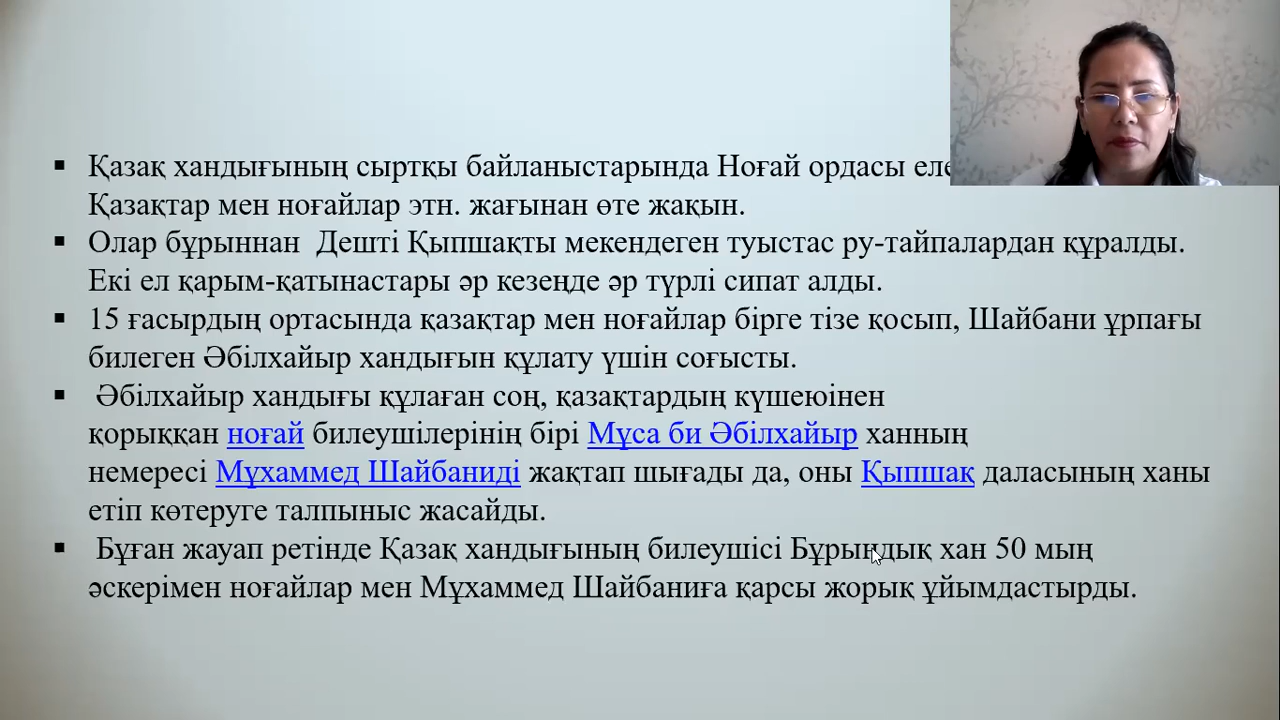 ▪ Қазақ хандығының сыртқы байланыстарында Ноғай ордасы
Қазақтар мен ноғайлар этн. жағынан өте жақын.
▪ Олар бұрыннан  Дешті Қыпшақты мекендеген туыстас ру-тайпалардан құралды.
Екі ел қарым-қатынастары әр кезеңде әр түрлі сипат алды.
▪ 15 ғасырдың ортасында қазақтар мен ноғайлар бірге тізе қосып, Шайбани ұрпағы
билеген Әбілхайыр хандығын құлату үшін соғысты.
▪ Әбілхайыр хандығы құлаған соң, қазақтардың күшеюінен
қорыққан ноғай билеушілерінің бірі Мұса би Әбілхайыр ханның
немересі Мұхаммед Шайбаниді жақтап шығады да, оны Қыпшақ даласының ханы
етіп көтеруге талпыныс жасайды.
▪ Бұған жауап ретінде Қазақ хандығының билеушісі Бұрындық хан 50 мың
әскерімен ноғайлар мен Мұхаммед Шайбаниға қарсы жорық ұйымдастырды.